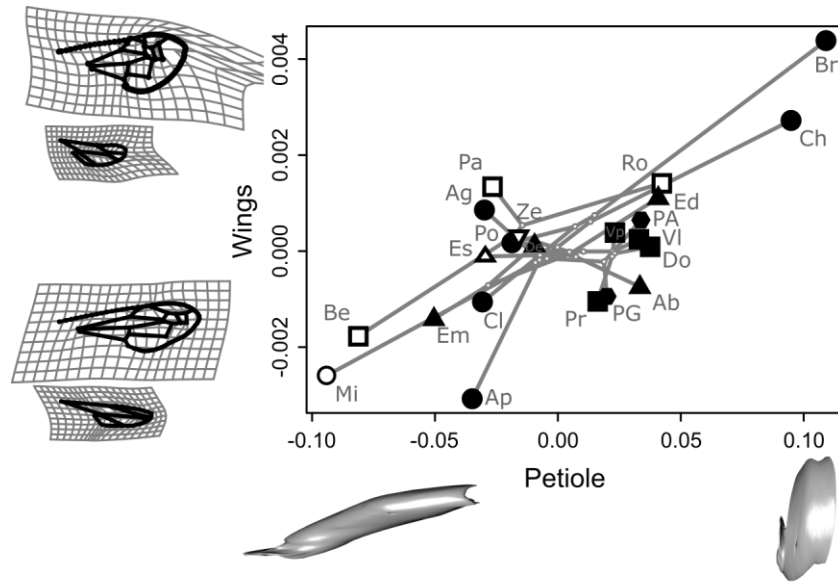 Br
0.004
Ch
Pa
Ro
0.002
Ag
Ed
Ze
PA
Wings
Po
Vp
Vl
De
Es
0.000
Do
Ab
Be
Cl
Em
Pr
PG
-0.002
Mi
Ap
-0.10 -0.05 0.00 0.05 0.10
Petiole